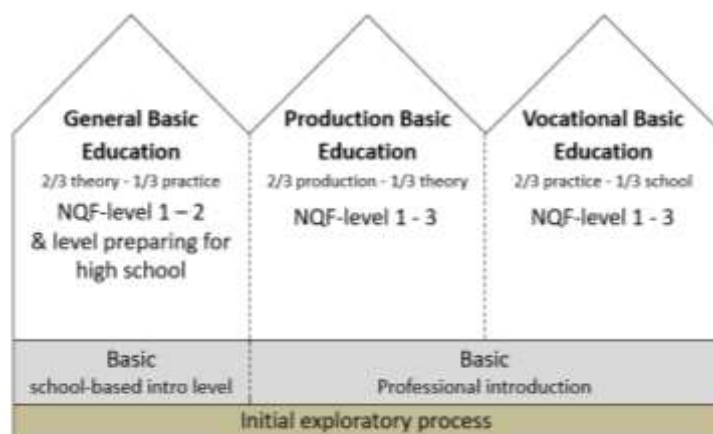 General Basic
Education
2/3 theory - 1/3 practice
NQF-level 1 – 2
& level preparing for
high school
Production Basic
Education
2/3 production - 1/3 theory
NQF-level 1 - 3
Vocational Basic
Education
2/3 practice - 1/3 school
NQF-level 1 - 3
Basic
school-based intro level
Basic
Professional introduction
Initial exploratory process